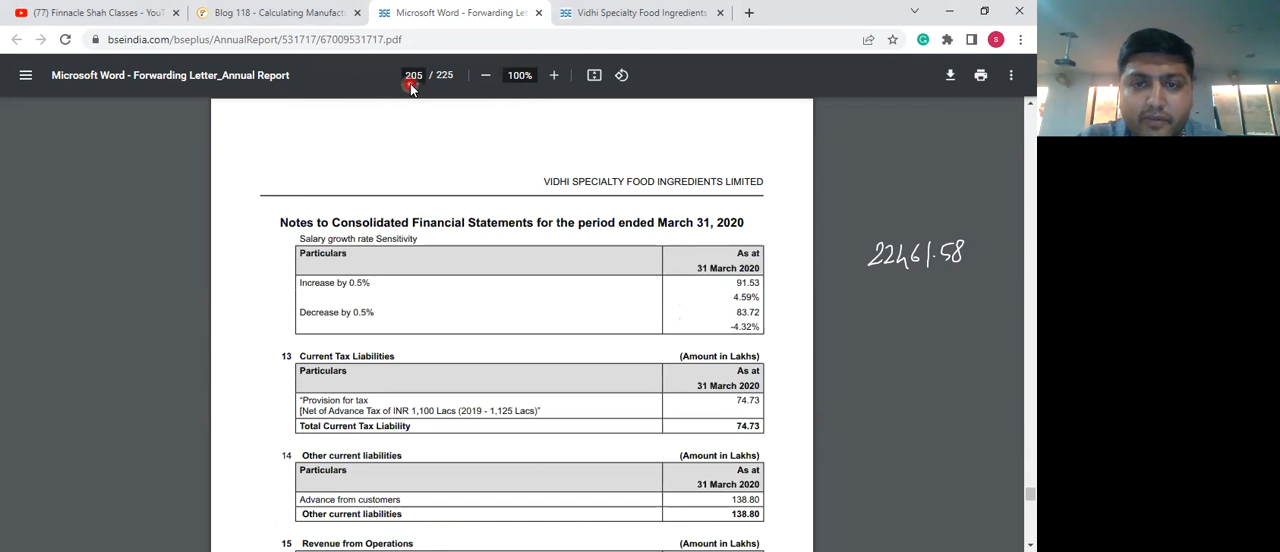 (77) Finnacle Shah Classes - You
Blog 118 - Calculating Manufact
Microsoft Word - Forwarding Let
Vidhi Specialty Food Ingredients
bseindia.com/bseplus/AnnualReport/531717/67009531717.pdf
S
Microsoft Word - Forwarding Letter_Annual Report
205 / 225
100%
VIDHI SPECIALTY FOOD INGREDIENTS LIMITED
Notes to Consolidated Financial Statements for the period ended March 31, 2020
Salary growth rate Sensitivity
Particulars As at
31 March 2020
Increase by 0.5% 91.53
4.59%
Decrease by 0.5% 83.72
-4.32%
22461.58
13 Current Tax Liabilities (Amount in Lakhs)
Particulars As at
31 March 2020
“Provision for tax 74.73
[Net of Advance Tax of INR 1,100 Lacs (2019 - 1,125 Lacs)”
Total Current Tax Liability 74.73
14 Other current liabilities (Amount in Lakhs)
Particulars As at
31 March 2020
Advance from customers 138.80
Other current liabilities 138.80
15 Revenue from Operations (Amount in Lakhs)